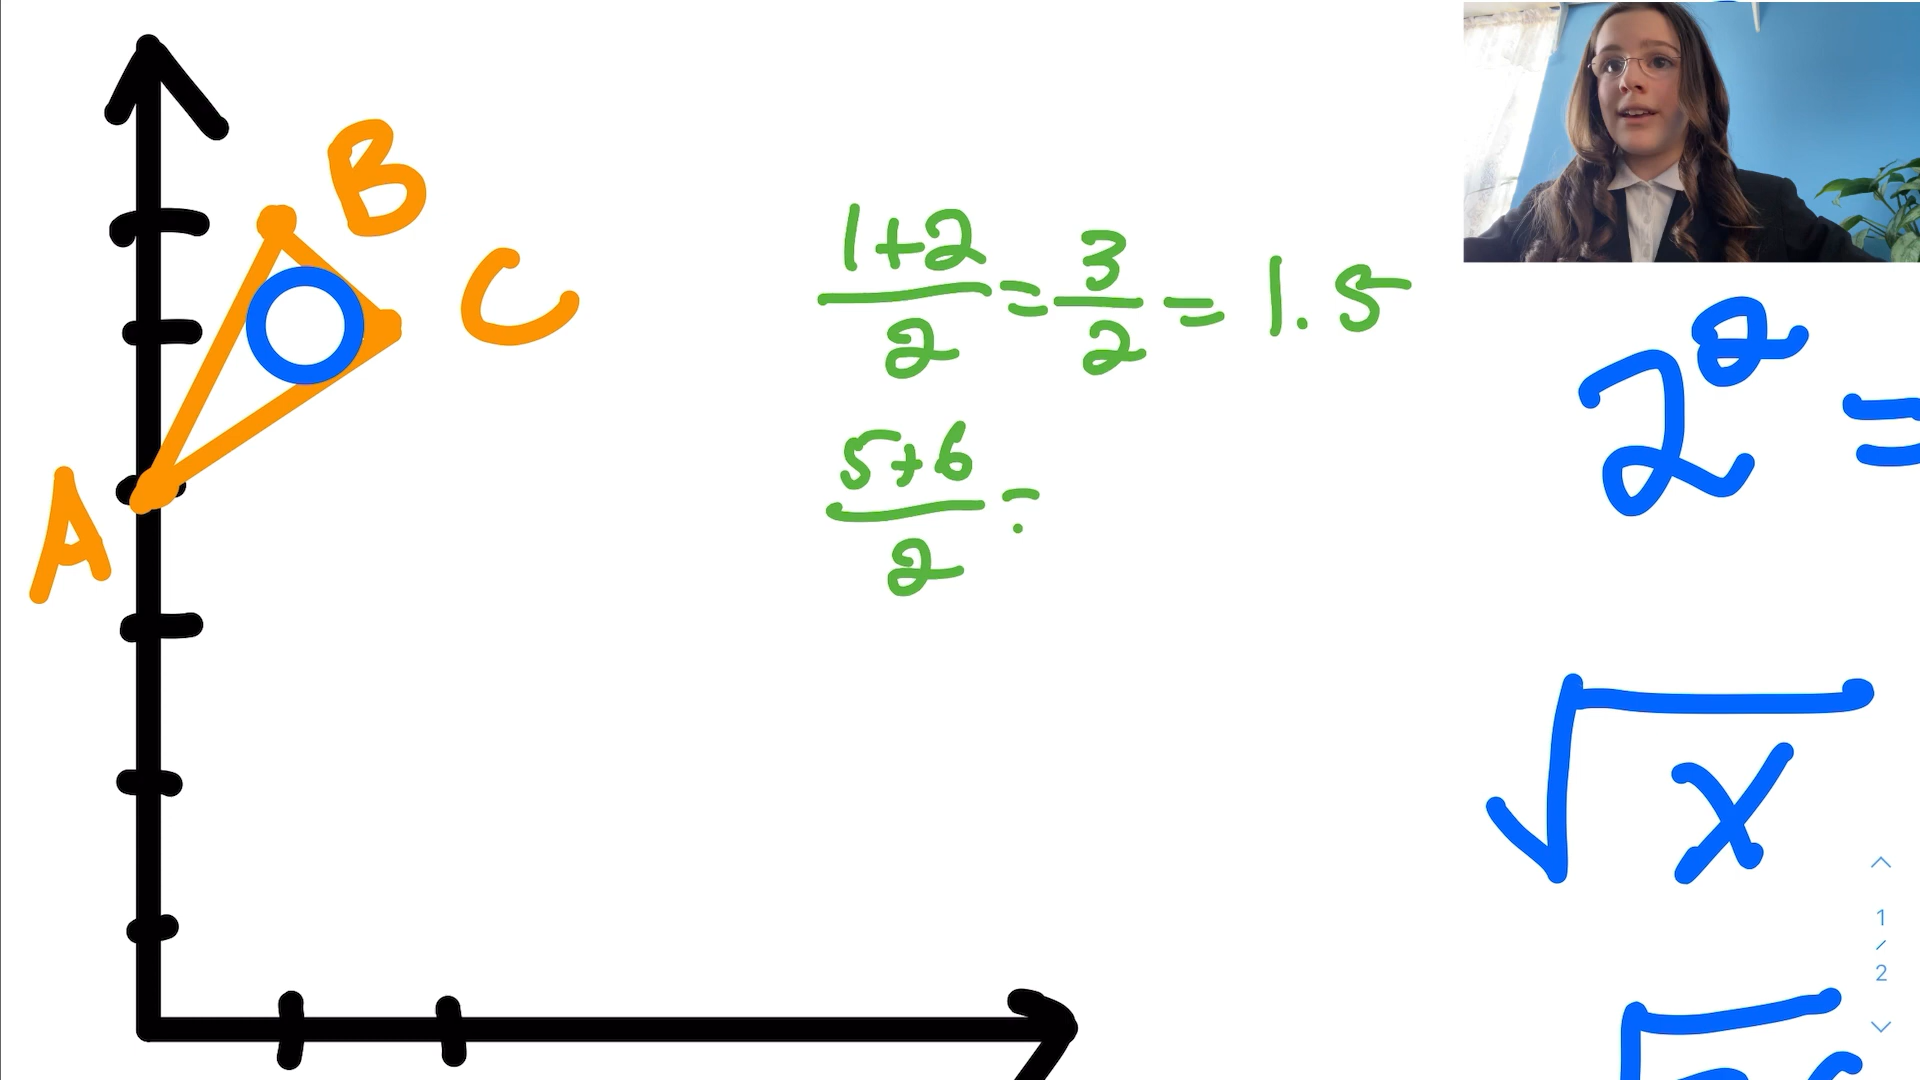 B
C
A
1+2
2
= 3/2 = 1.5
5+6
2
=
2² =
√x
1
/
2